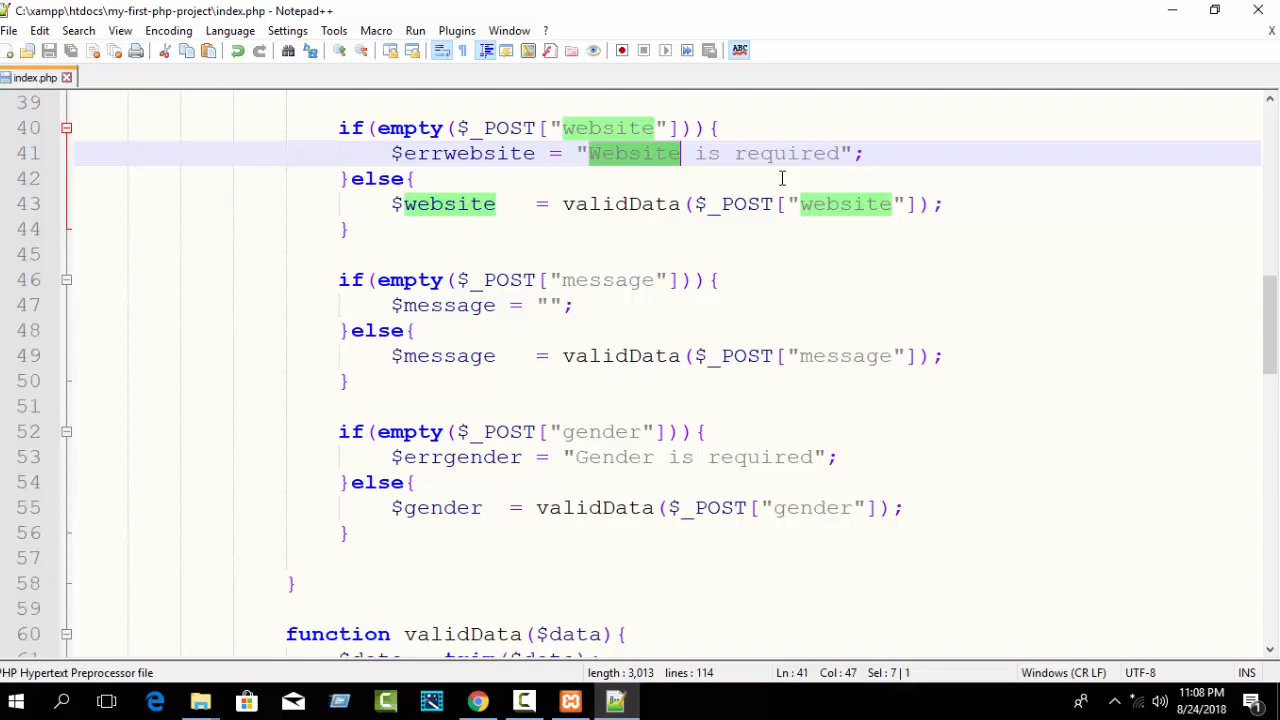 C:\xampp\htdocs\my-first-php-project\index.php - Notepad++
File Edit Search View Encoding Language Settings Tools Macro Run Plugins Window ?
index.php
39
40 if(empty($_POST["website"])){
41 $errwebsite = "Website is required";
42 }else{
43 $website = validData($_POST["website"]);
44 }
45
46 if(empty($_POST["message"])){
47 $message = "";
48 }else{
49 $message = validData($_POST["message"]);
50 }
51
52 if(empty($_POST["gender"])){
53 $errgender = "Gender is required";
54 }else{
55 $gender = validData($_POST["gender"]);
56 }
57
58 }
59
60 function validData($data){
61 $data = trim($data);
PHP Hypertext Preprocessor file length : 3,013 lines : 114 Ln : 41 Col : 47 Sel : 7 | 1 Windows (CR LF) UTF-8 INS
11:08 PM
8/24/2018